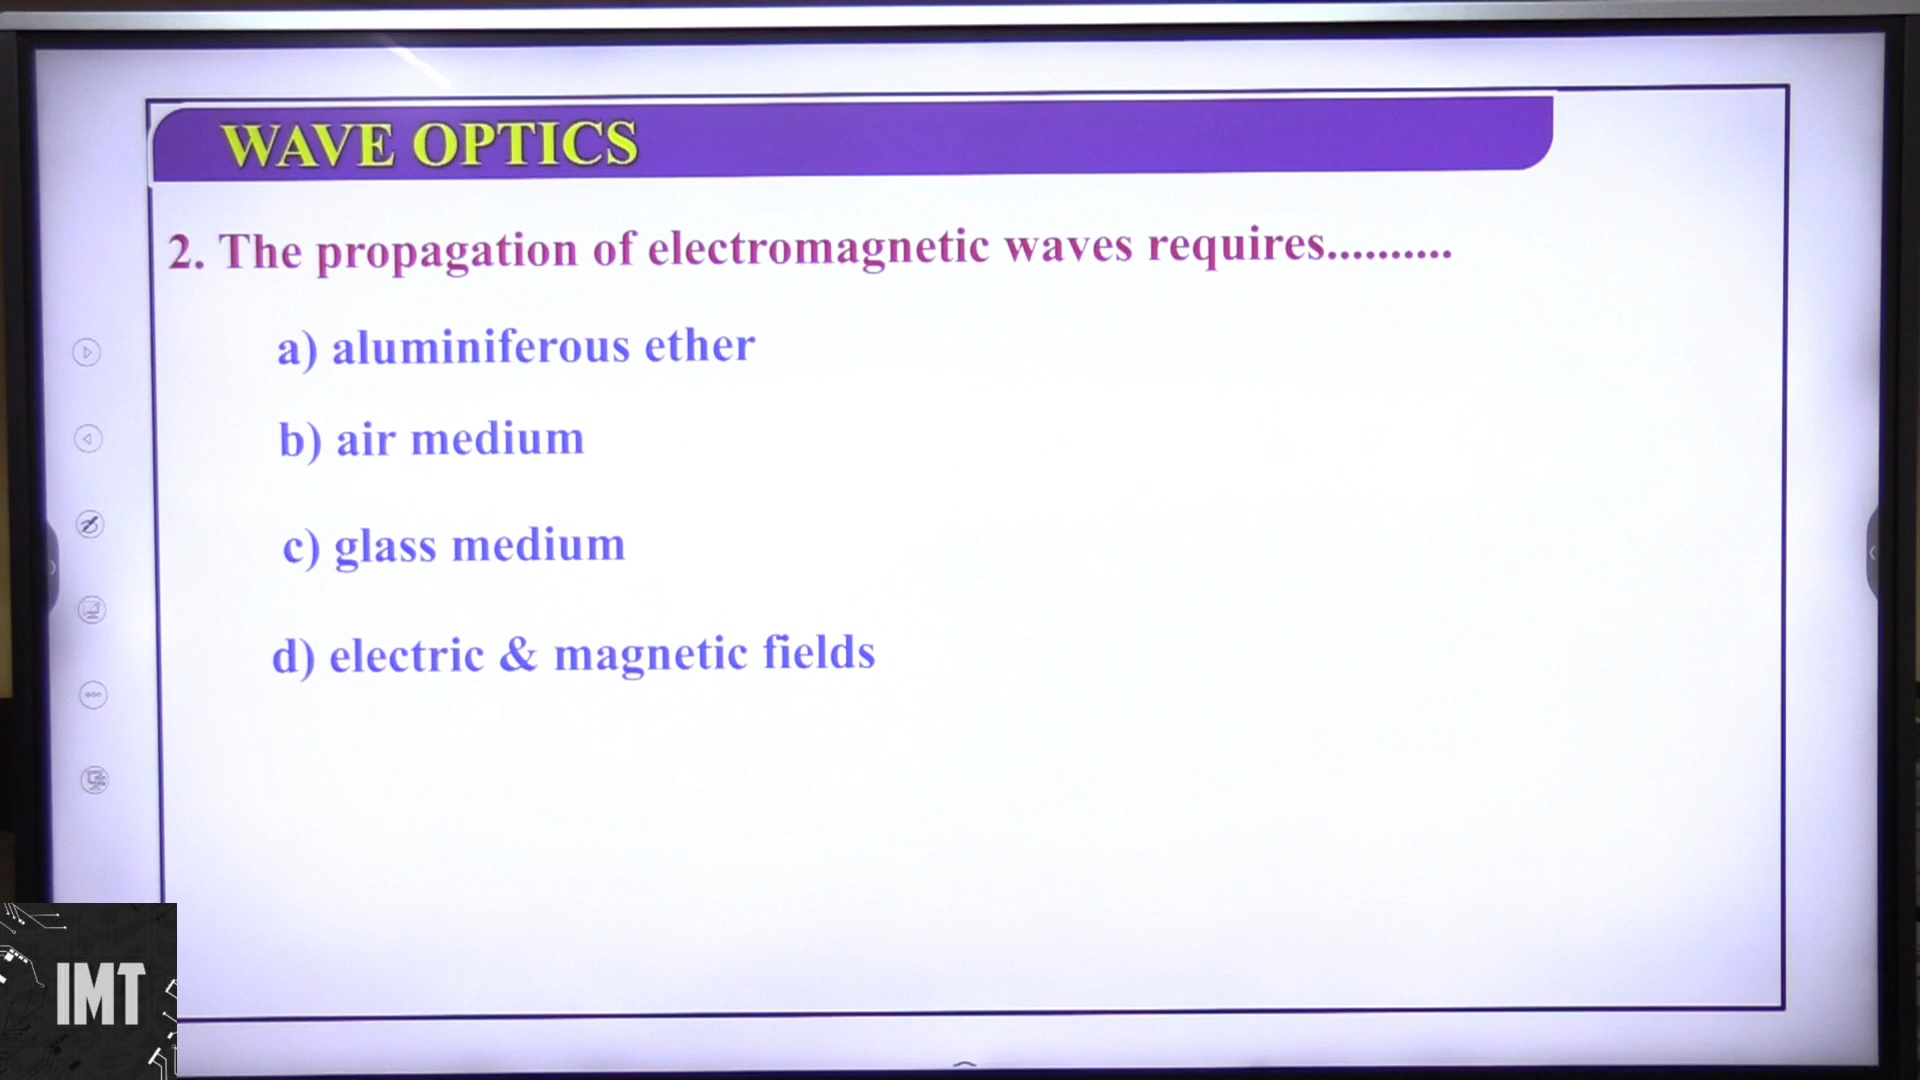 WAVE OPTICS
2. The propagation of electromagnetic waves requires..........
a) aluminiferous ether
b) air medium
c) glass medium
d) electric & magnetic fields
IMT